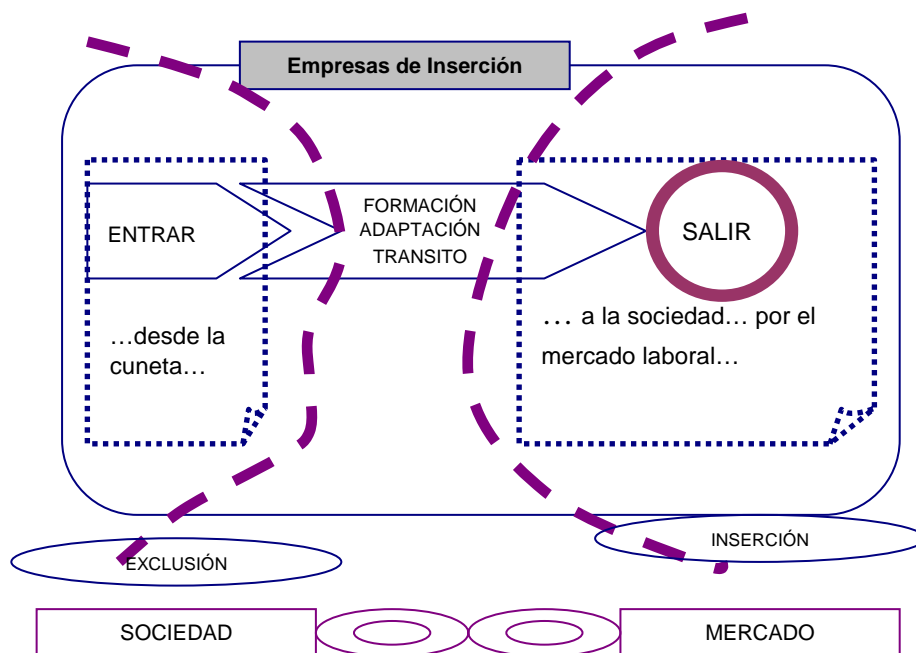 Empresas de Inserción
ENTRAR
FORMACIÓN
ADAPTACIÓN
TRANSITO
SALIR
…desde la
cuneta…
… a la sociedad… por el
mercado laboral…
EXCLUSIÓN
INSERCIÓN
SOCIEDAD
MERCADO